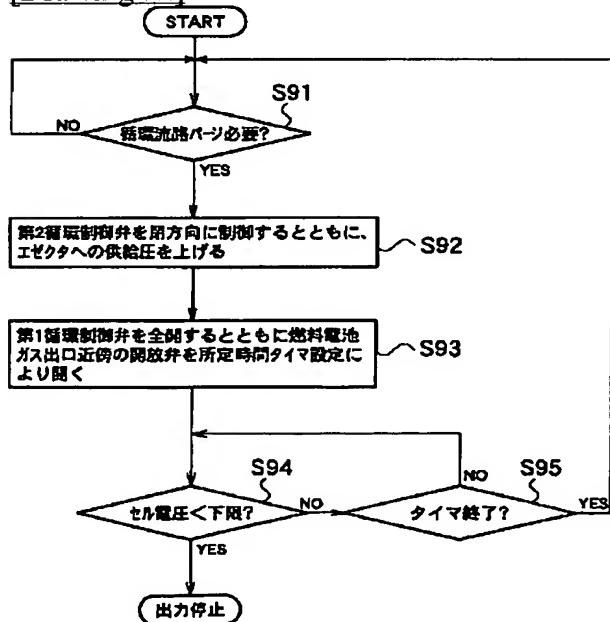 START
S91
循環流路パージ必要?
NO
YES
第2循環制御弁を閉方向に制御するとともに、
エゼクタへの供給圧を上げる
S92
第1循環制御弁を全開するとともに燃料電池
ガス出口近傍の開放弁を所定時間タイマ設定に
より開く
S93
S94
セル電圧<下限?
NO
YES
S95
タイマ終了?
NO
YES
出力停止